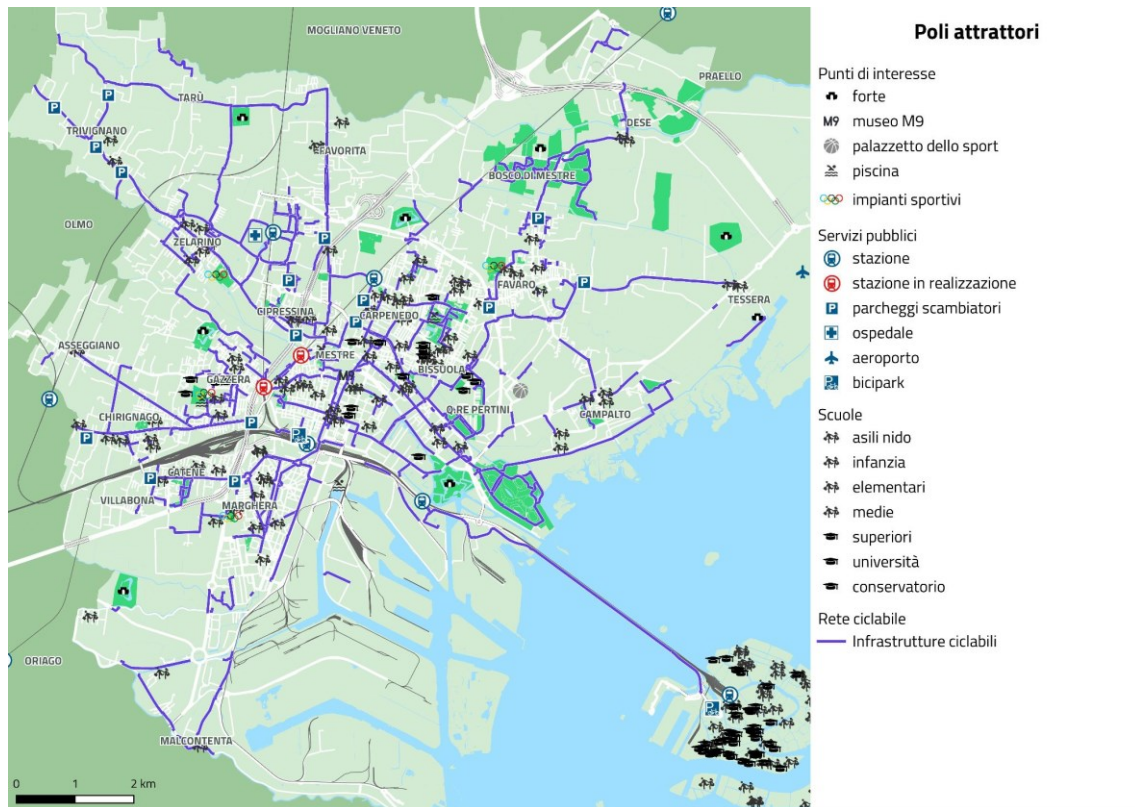 Poli attrattori
Punti di interesse
forte
M9 museo M9
palazzetto dello sport
piscina
impianti sportivi
Servizi pubblici
stazione
stazione in realizzazione
P parcheggi scambiatori
ospedale
aeroporto
bicipark
Scuole
asili nido
infanzia
elementari
medie
superiori
università
conservatorio
Rete ciclabile
Infrastrutture ciclabili
MOGLIANO VENETO
PRAELLO
TARÙ
TRIVIGNANO
DESE
FAVORITA
BOSCO DI MESTRE
OLMO
ZELARINO
FAVARO
TESSERA
CIPRESSINA
CARPENEDO
ASSEGGIANO
MESTRE
BISSUOLA
M9
GAZZERA
CHIRIGNAGO
Q.RE PERTINI
CAMPALTO
CATENE
VILLABONA
MARGHERA
ORIAGO
MALCONTENTA
0 1 2 km